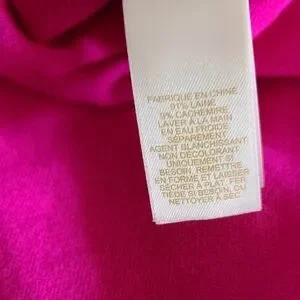 FABRIQUÉ EN CHINE
91% LAINE
9% CACHEMIRE
LAVER À LA MAIN
EN EAU FROIDE
SÉPAREMENT
AGENT BLANCHISSANT
NON DÉCOLORANT
UNIQUEMENT SI
BESOIN, REMETTRE
EN FORME ET LAISSER
SÉCHER À PLAT, FER
TIÈDE SI BESOIN, OU
NETTOYER À SEC